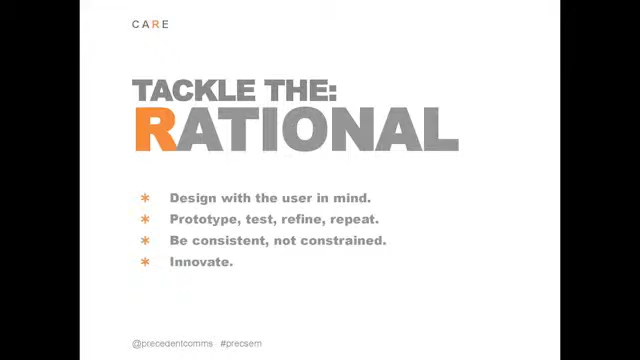 CARE
TACKLE THE:
RATIONAL
* Design with the user in mind.
* Prototype, test, refine, repeat.
* Be consistent, not constrained.
* Innovate.
@precedentcomms #precsem